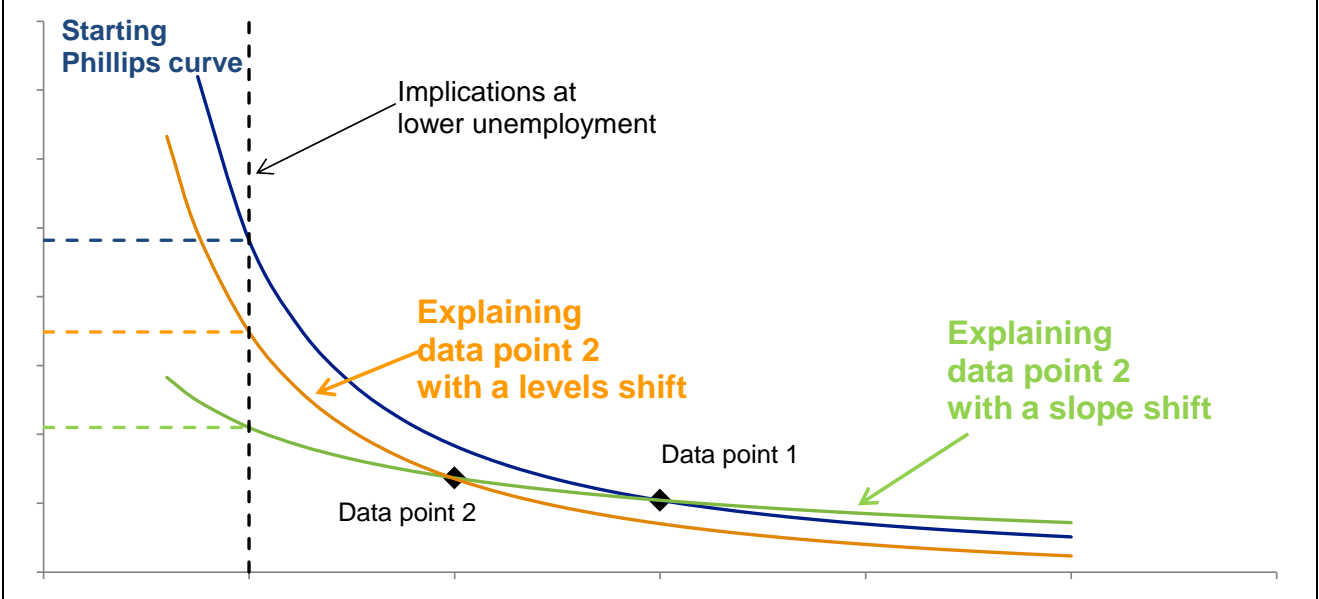 Starting
Phillips curve
Implications at
lower unemployment
Explaining
data point 2
with a levels shift
Explaining
data point 2
with a slope shift
Data point 1
Data point 2